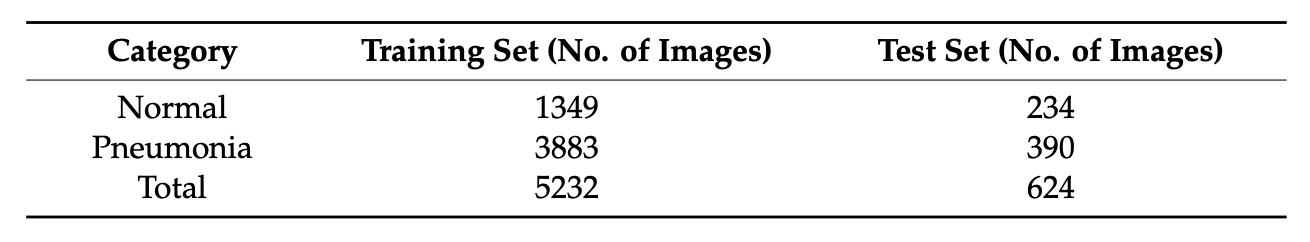 Category Training Set (No. of Images) Test Set (No. of Images)
Normal 1349 234
Pneumonia 3883 390
Total 5232 624